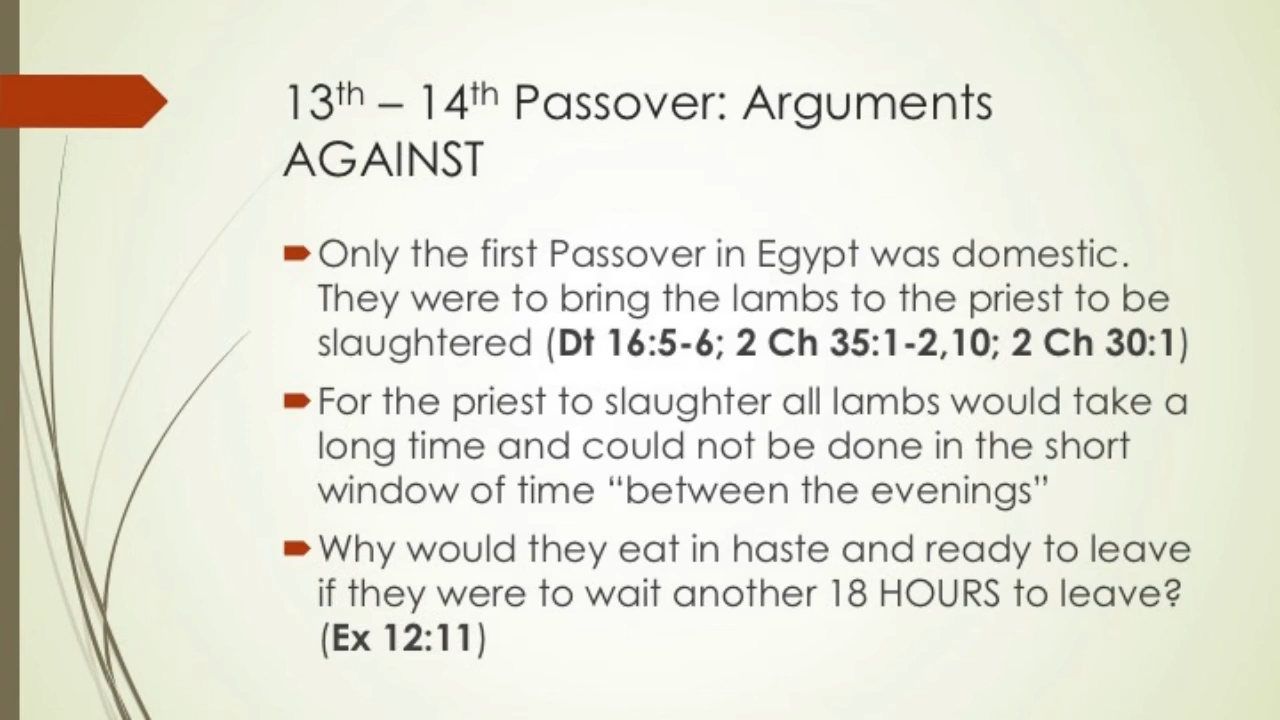 13th – 14th Passover: Arguments
AGAINST
Only the first Passover in Egypt was domestic.
They were to bring the lambs to the priest to be
slaughtered (Dt 16:5-6; 2 Ch 35:1-2,10; 2 Ch 30:1)
For the priest to slaughter all lambs would take a
long time and could not be done in the short
window of time “between the evenings”
Why would they eat in haste and ready to leave
if they were to wait another 18 HOURS to leave?
(Ex 12:11)